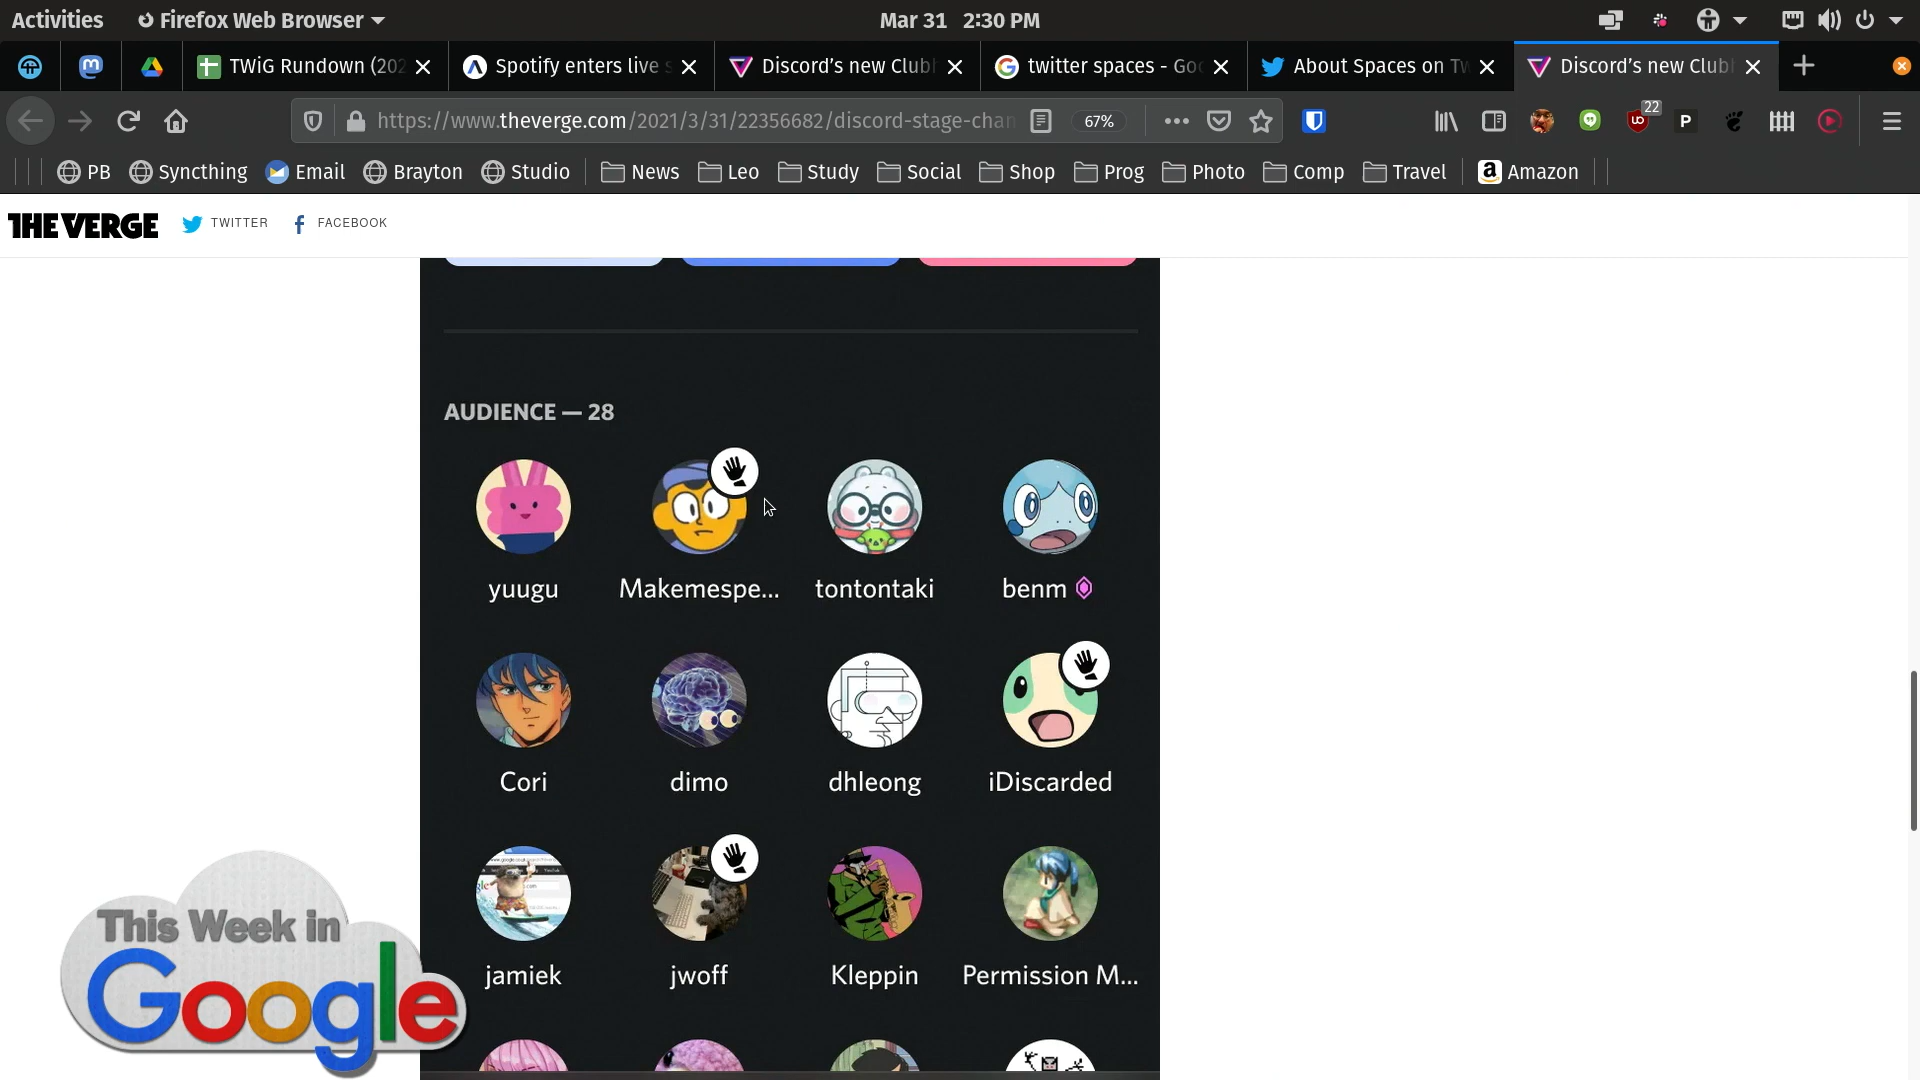 Activities Firefox Web Browser Mar 31 2:30 PM
TWiG Rundown (202 Spotify enters live s Discord's new Club twitter spaces - Goo About Spaces on Tw Discord's new Club
https://www.theverge.com/2021/3/31/22356682/discord-stage-chan 67% 22
PB Syncthing Email Brayton Studio News Leo Study Social Shop Prog Photo Comp Travel Amazon
THE VERGE TWITTER FACEBOOK
AUDIENCE — 28
yuugu Makemespe... tontontaki benm
Cori dimo dhleong iDiscarded
jamiek jwoff Kleppin Permission M...
This Week in
Google